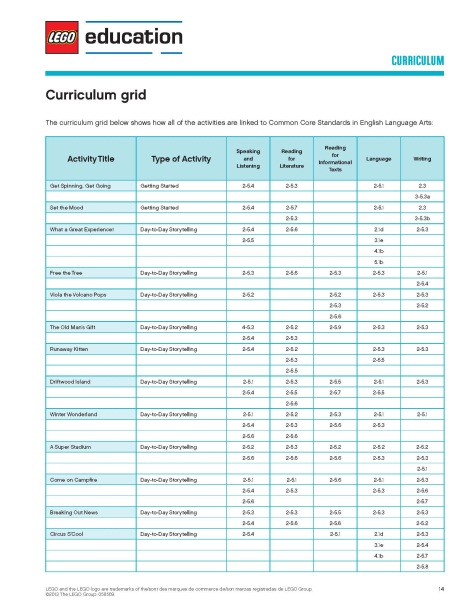 LEGO education
CURRICULUM
Curriculum grid
The curriculum grid below shows how all of the activities are linked to Common Core Standards in English Language Arts:
Activity Title Type of Activity Speaking and Listening Reading for Literature Reading for Informational Texts Language Writing
Get Spinning, Get Going Getting Started 2-5.4 2-5.3 2-5.1 2.3
3-5.3a
Set the Mood Getting Started 2-5.4 2-5.7 2-5.1 2.3
2-5.3 3-5.3b
What a Great Experience! Day-to-Day Storytelling 2-5.4 2-5.6 2.1d 2-5.3
2-5.5 3.1e
4.1b
5.1b
Free the Tree Day-to-Day Storytelling 2-5.3 2-5.6 2-5.3 2-5.3 2-5.1
2-5.4
Viola the Volcano Pops Day-to-Day Storytelling 2-5.2 2-5.2 2-5.3 2-5.3
2-5.3 2-5.2
2-5.6
The Old Man's Gift Day-to-Day Storytelling 4-5.3 2-5.2 2-5.9 2-5.3 2-5.3
2-5.4 2-5.3
Runaway Kitten Day-to-Day Storytelling 2-5.4 2-5.2 2-5.3 2-5.3
2-5.3 2-5.5
2-5.5
Driftwood Island Day-to-Day Storytelling 2-5.1 2-5.3 2-5.5 2-5.1 2-5.3
2-5.4 2-5.5 2-5.7 2-5.5
2-5.6
Winter Wonderland Day-to-Day Storytelling 2-5.1 2-5.2 2-5.3 2-5.1 2-5.1
2-5.4 2-5.3 2-5.6 2-5.3
2-5.6 2-5.6
A Super Stadium Day-to-Day Storytelling 2-5.2 2-5.3 2-5.2 2-5.2 2-5.2
2-5.6 2-5.6 2-5.6 2-5.3 2-5.3
2-5.1
Come on Campfire Day-to-Day Storytelling 2-5.1 2-5.1 2-5.6 2-5.1 2-5.3
2-5.4 2-5.3 2-5.3 2-5.6
2-5.6 2-5.7
Breaking Out News Day-to-Day Storytelling 2-5.3 2-5.3 2-5.5 2-5.3 2-5.3
2-5.4 2-5.6 2-5.6 2-5.2
Circus S'Cool Day-to-Day Storytelling 2-5.4 2-5.1 2.1d 2-5.3
3.1e 2-5.4
4.1b 2-5.7
2-5.8
LEGO and the LEGO logo are trademarks of the/sont des marques de commerce de/son marcas registradas de LEGO Group.
©2013 The LEGO Group.
14